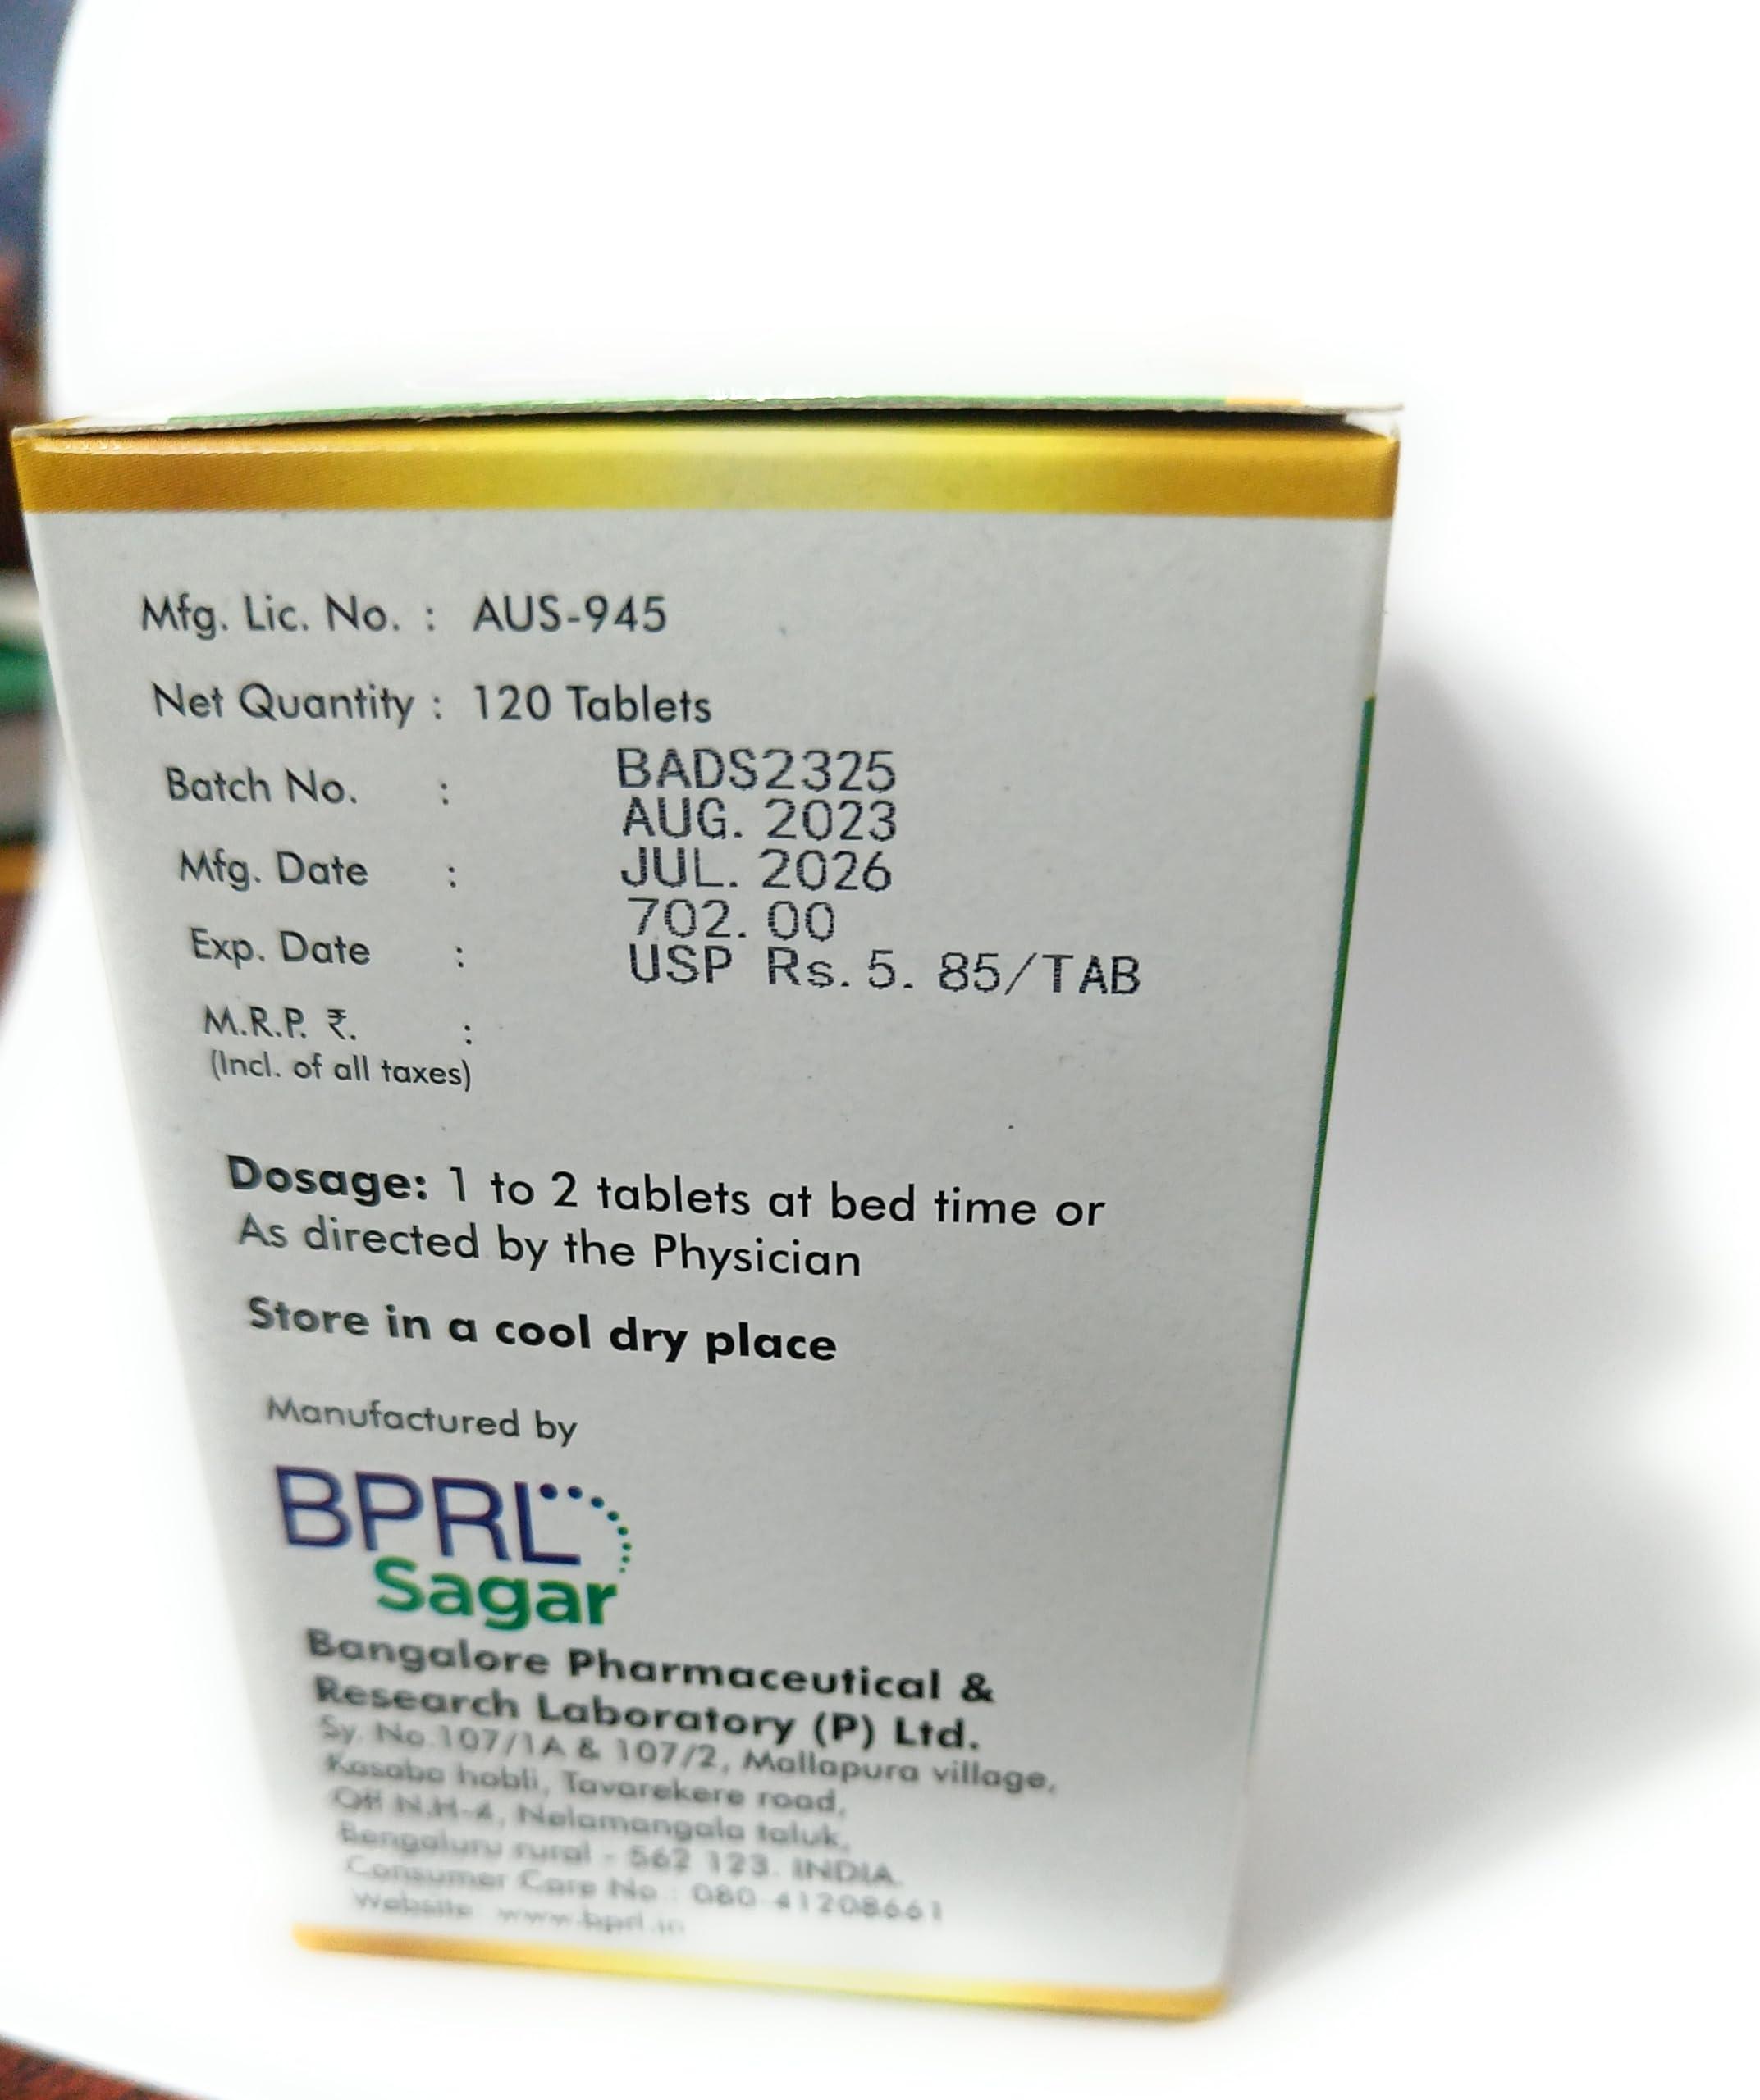 Mfg. Lic. No. : AUS-945
Net Quantity : 120 Tablets
Batch No. : BADS2325
Mfg. Date : AUG. 2023
Exp. Date : JUL. 2026
M.R.P. ₹. : 702.00
(Incl. of all taxes) USP Rs. 5. 85/TAB
Dosage: 1 to 2 tablets at bed time or
As directed by the Physician
Store in a cool dry place
Manufactured by
BPRL
Sagar
Bangalore Pharmaceutical &
Research Laboratory (P) Ltd.
Sy. No.107/1A & 107/2, Mallapura village,
Kasaba hobli, Tavarekere road,
Off N.H-4, Nelamangala taluk,
Bengaluru rural - 562 123. INDIA.
Consumer Care No.: 080-41208661
Website www.bprl.in